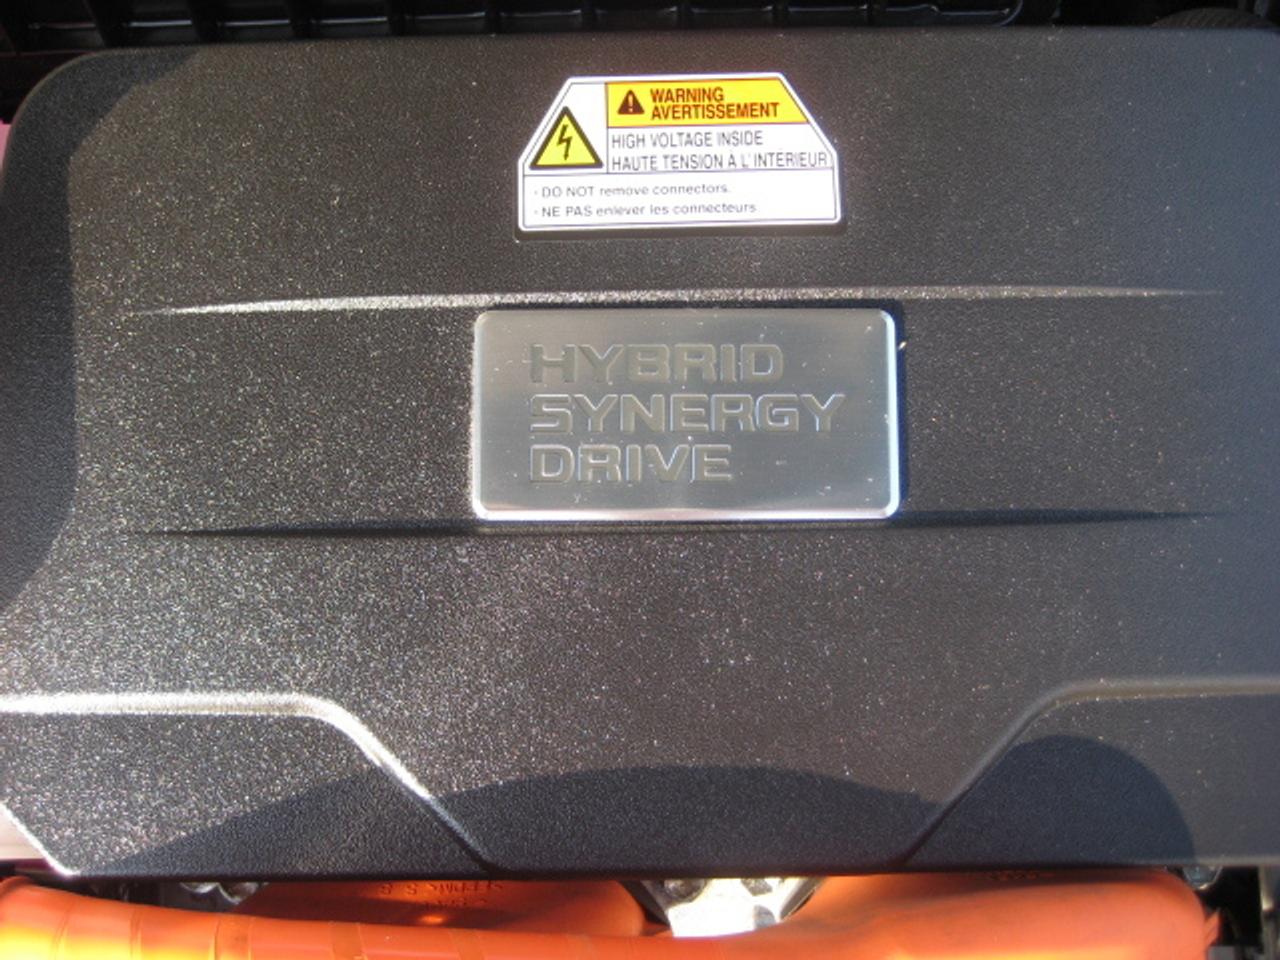 WARNING
AVERTISSEMENT
HIGH VOLTAGE INSIDE
HAUTE TENSION À L'INTERIEUR
· DO NOT remove connectors.
· NE PAS enlever les connecteurs
HYBRID
SYNERGY
DRIVE